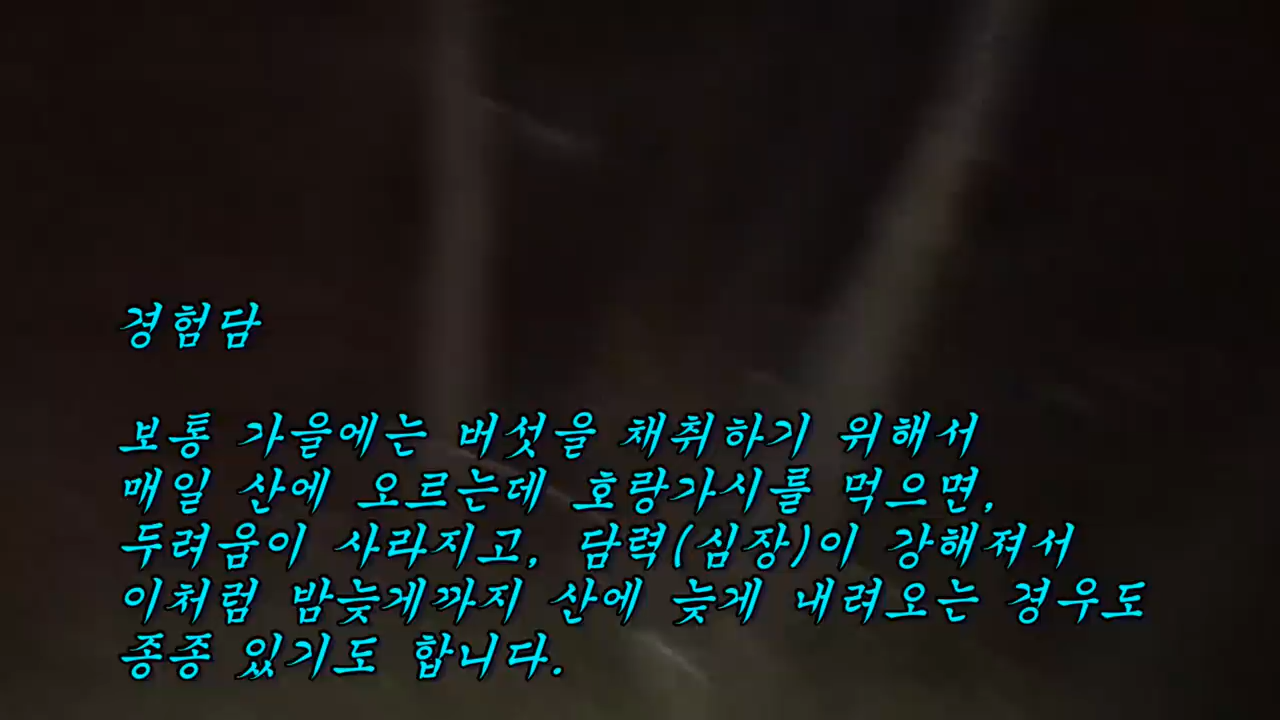 경험담
보통 가을에는 버섯을 채취하기 위해서
매일 산에 오르는데 호랑가시를 먹으면,
두려움이 사라지고, 담력(심장)이 강해져서
이처럼 밤늦게까지 산에 늦게 내려오는 경우도
종종 있기도 합니다.